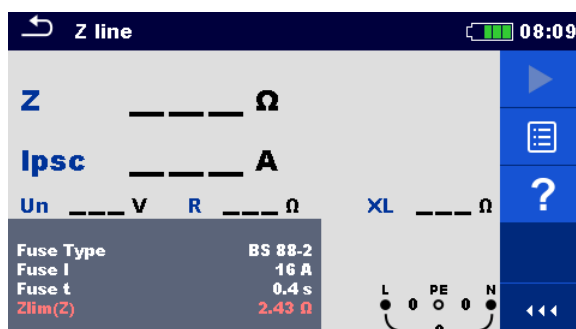 Z line 08:09
Z ___ Ω
Ipsc ___ A
Un ___ V R ___ Ω XL ___ Ω
?
Fuse Type BS 88-2
Fuse I 16 A
Fuse t 0.4 s
Zlim(Z) 2.43 Ω
L PE N
0 0